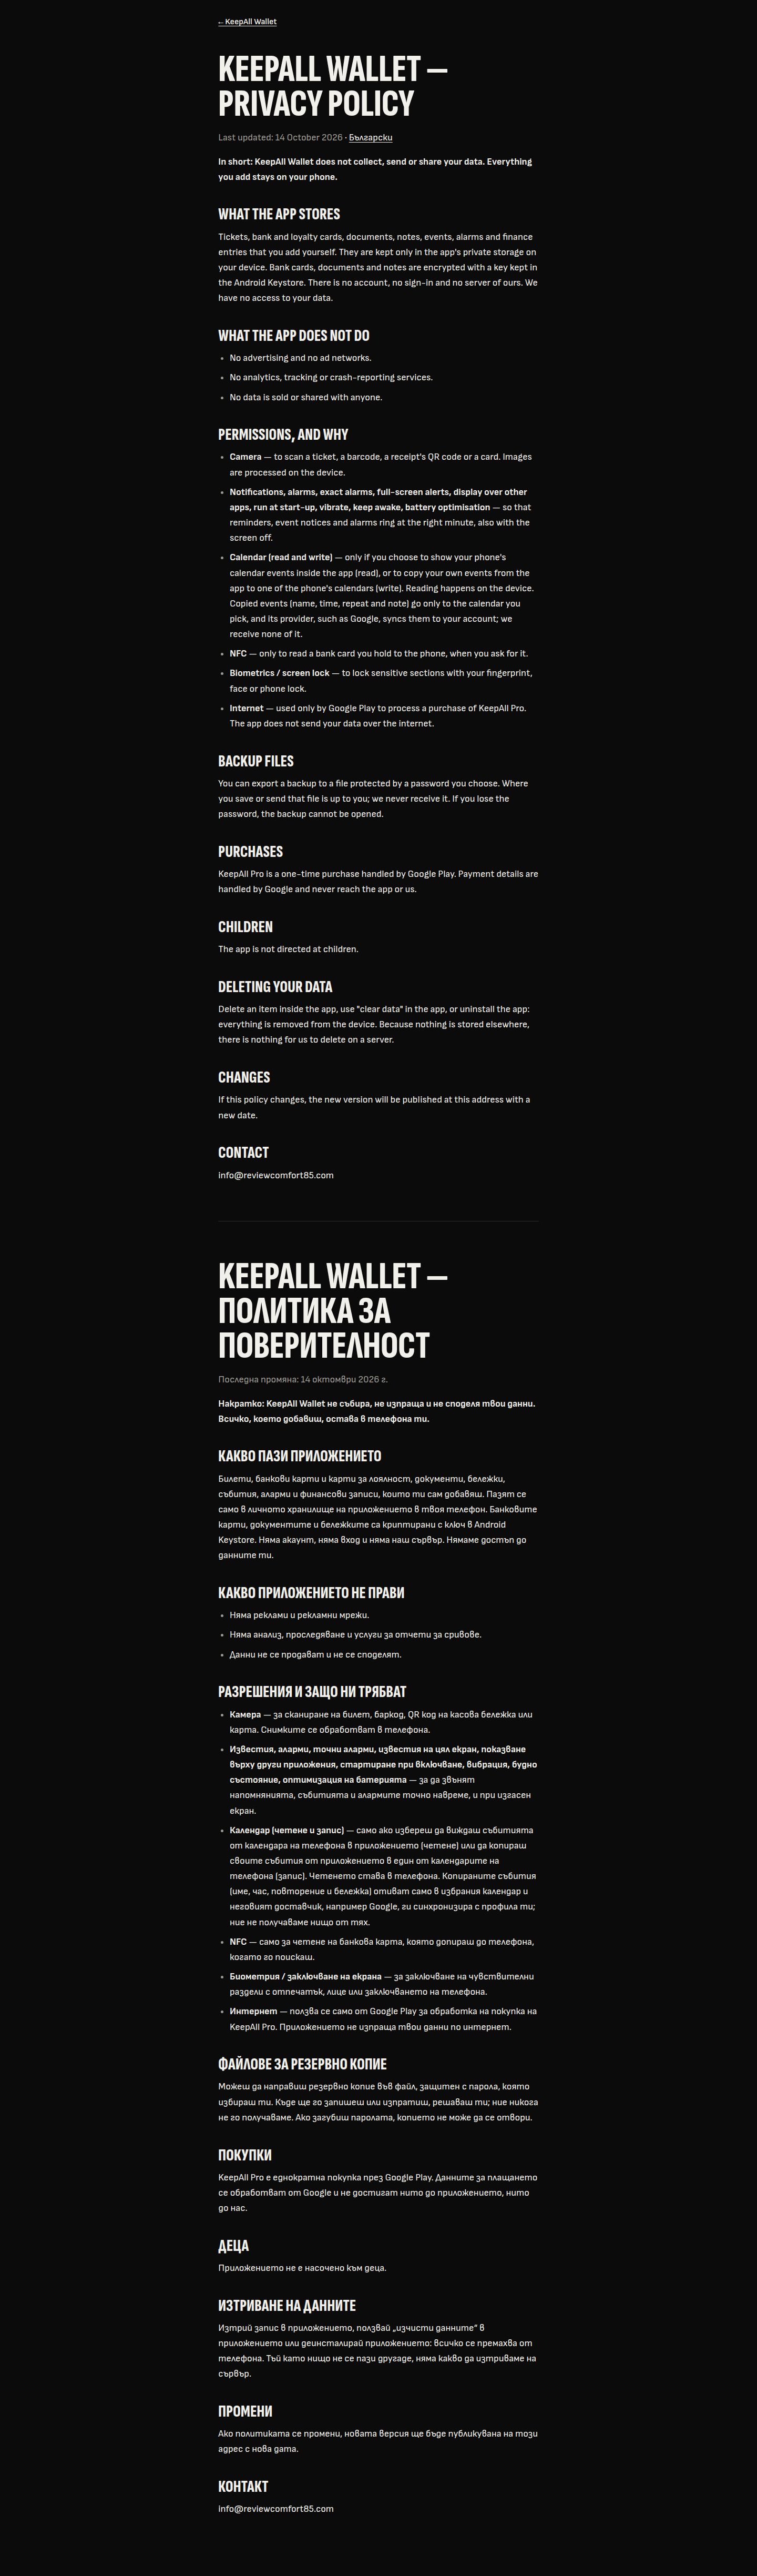 ← KeepAll Wallet
KEEPALL WALLET —
PRIVACY POLICY
Last updated: 14 October 2026 · Български
In short: KeepAll Wallet does not collect, send or share your data. Everything
you add stays on your phone.
WHAT THE APP STORES
Tickets, bank and loyalty cards, documents, notes, events, alarms and finance
entries that you add yourself. They are kept only in the app's private storage on
your device. Bank cards, documents and notes are encrypted with a key kept in
the Android Keystore. There is no account, no sign-in and no server of ours. We
have no access to your data.
WHAT THE APP DOES NOT DO
• No advertising and no ad networks.
• No analytics, tracking or crash-reporting services.
• No data is sold or shared with anyone.
PERMISSIONS, AND WHY
• Camera — to scan a ticket, a barcode, a receipt's QR code or a card. Images
are processed on the device.
• Notifications, alarms, exact alarms, full-screen alerts, display over other
apps, run at start-up, vibrate, keep awake, battery optimisation — so that
reminders, event notices and alarms ring at the right minute, also with the
screen off.
• Calendar (read and write) — only if you choose to show your phone's
calendar events inside the app (read), or to copy your own events from the
app to one of the phone's calendars (write). Reading happens on the device.
Copied events (name, time, repeat and note) go only to the calendar you
pick, and its provider, such as Google, syncs them to your account; we
receive none of it.
• NFC — only to read a bank card you hold to the phone, when you ask for it.
• Biometrics / screen lock — to lock sensitive sections with your fingerprint,
face or phone lock.
• Internet — used only by Google Play to process a purchase of KeepAll Pro.
The app does not send your data over the internet.
BACKUP FILES
You can export a backup to a file protected by a password you choose. Where
you save or send that file is up to you; we never receive it. If you lose the
password, the backup cannot be opened.
PURCHASES
KeepAll Pro is a one-time purchase handled by Google Play. Payment details are
handled by Google and never reach the app or us.
CHILDREN
The app is not directed at children.
DELETING YOUR DATA
Delete an item inside the app, use "clear data" in the app, or uninstall the app:
everything is removed from the device. Because nothing is stored elsewhere,
there is nothing for us to delete on a server.
CHANGES
If this policy changes, the new version will be published at this address with a
new date.
CONTACT
info@reviewcomfort85.com
KEEPALL WALLET —
ПОЛИТИКА ЗА
ПОВЕРИТЕЛНОСТ
Последна промяна: 14 октомври 2026 г.
Накратко: KeepAll Wallet не събира, не изпраща и не споделя твои данни.
Всичко, което добавиш, остава в телефона ти.
КАКВО ПАЗИ ПРИЛОЖЕНИЕТО
Билети, банкови карти и карти за лоялност, документи, бележки,
събития, аларми и финансови записи, които ти сам добавяш. Пазят се
само в личното хранилище на приложението в твоя телефон. Банковите
карти, документите и бележките са криптирани с ключ в Android
Keystore. Няма акаунт, няма вход и няма наш сървър. Нямаме достъп до
данните ти.
КАКВО ПРИЛОЖЕНИЕТО НЕ ПРАВИ
• Няма реклами и рекламни мрежи.
• Няма анализ, проследяване и услуги за отчети за сривове.
• Данни не се продават и не се споделят.
РАЗРЕШЕНИЯ И ЗАЩО НИ ТРЯБВАТ
• Камера — за сканиране на билет, баркод, QR код на касова бележка или
карта. Снимките се обработват в телефона.
• Известия, аларми, точни аларми, известия на цял екран, показване
върху други приложения, стартиране при включване, вибрация, будно
състояние, оптимизация на батерията — за да звънят
напомнянията, събитията и алармите точно навреме, и при изгасен
екран.
• Календар (четене и запис) — само ако избереш да виждаш събитията
от календара на телефона в приложението (четене) или да копираш
своите събития от приложението в един от календарите на
телефона (запис). Четенето става в телефона. Копираните събития
(име, час, повторение и бележка) отиват само в избрания календар и
неговият доставчик, например Google, ги синхронизира с профила ти;
ние не получаваме нищо от тях.
• NFC — само за четене на банкова карта, която допираш до телефона,
когато го поискаш.
• Биометрия / заключване на екрана — за заключване на чувствителни
раздели с отпечатък, лице или заключването на телефона.
• Интернет — ползва се само от Google Play за обработка на покупка на
KeepAll Pro. Приложението не изпраща твои данни по интернет.
ФАЙЛОВЕ ЗА РЕЗЕРВНО КОПИЕ
Можеш да направиш резервно копие във файл, защитен с парола, която
избираш ти. Къде ще го запишеш или изпратиш, решаваш ти; ние никога
не го получаваме. Ако загубиш паролата, копието не може да се отвори.
ПОКУПКИ
KeepAll Pro е еднократна покупка през Google Play. Данните за плащането
се обработват от Google и не достигат нито до приложението, нито
до нас.
ДЕЦА
Приложението не е насочено към деца.
ИЗТРИВАНЕ НА ДАННИТЕ
Изтрий запис в приложението, ползвай „изчисти данните“ в
приложението или деинсталирай приложението: всичко се премахва от
телефона. Тъй като нищо не се пази другаде, няма какво да изтриваме на
сървър.
ПРОМЕНИ
Ако политиката се промени, новата версия ще бъде публикувана на този
адрес с нова дата.
КОНТАКТ
info@reviewcomfort85.com